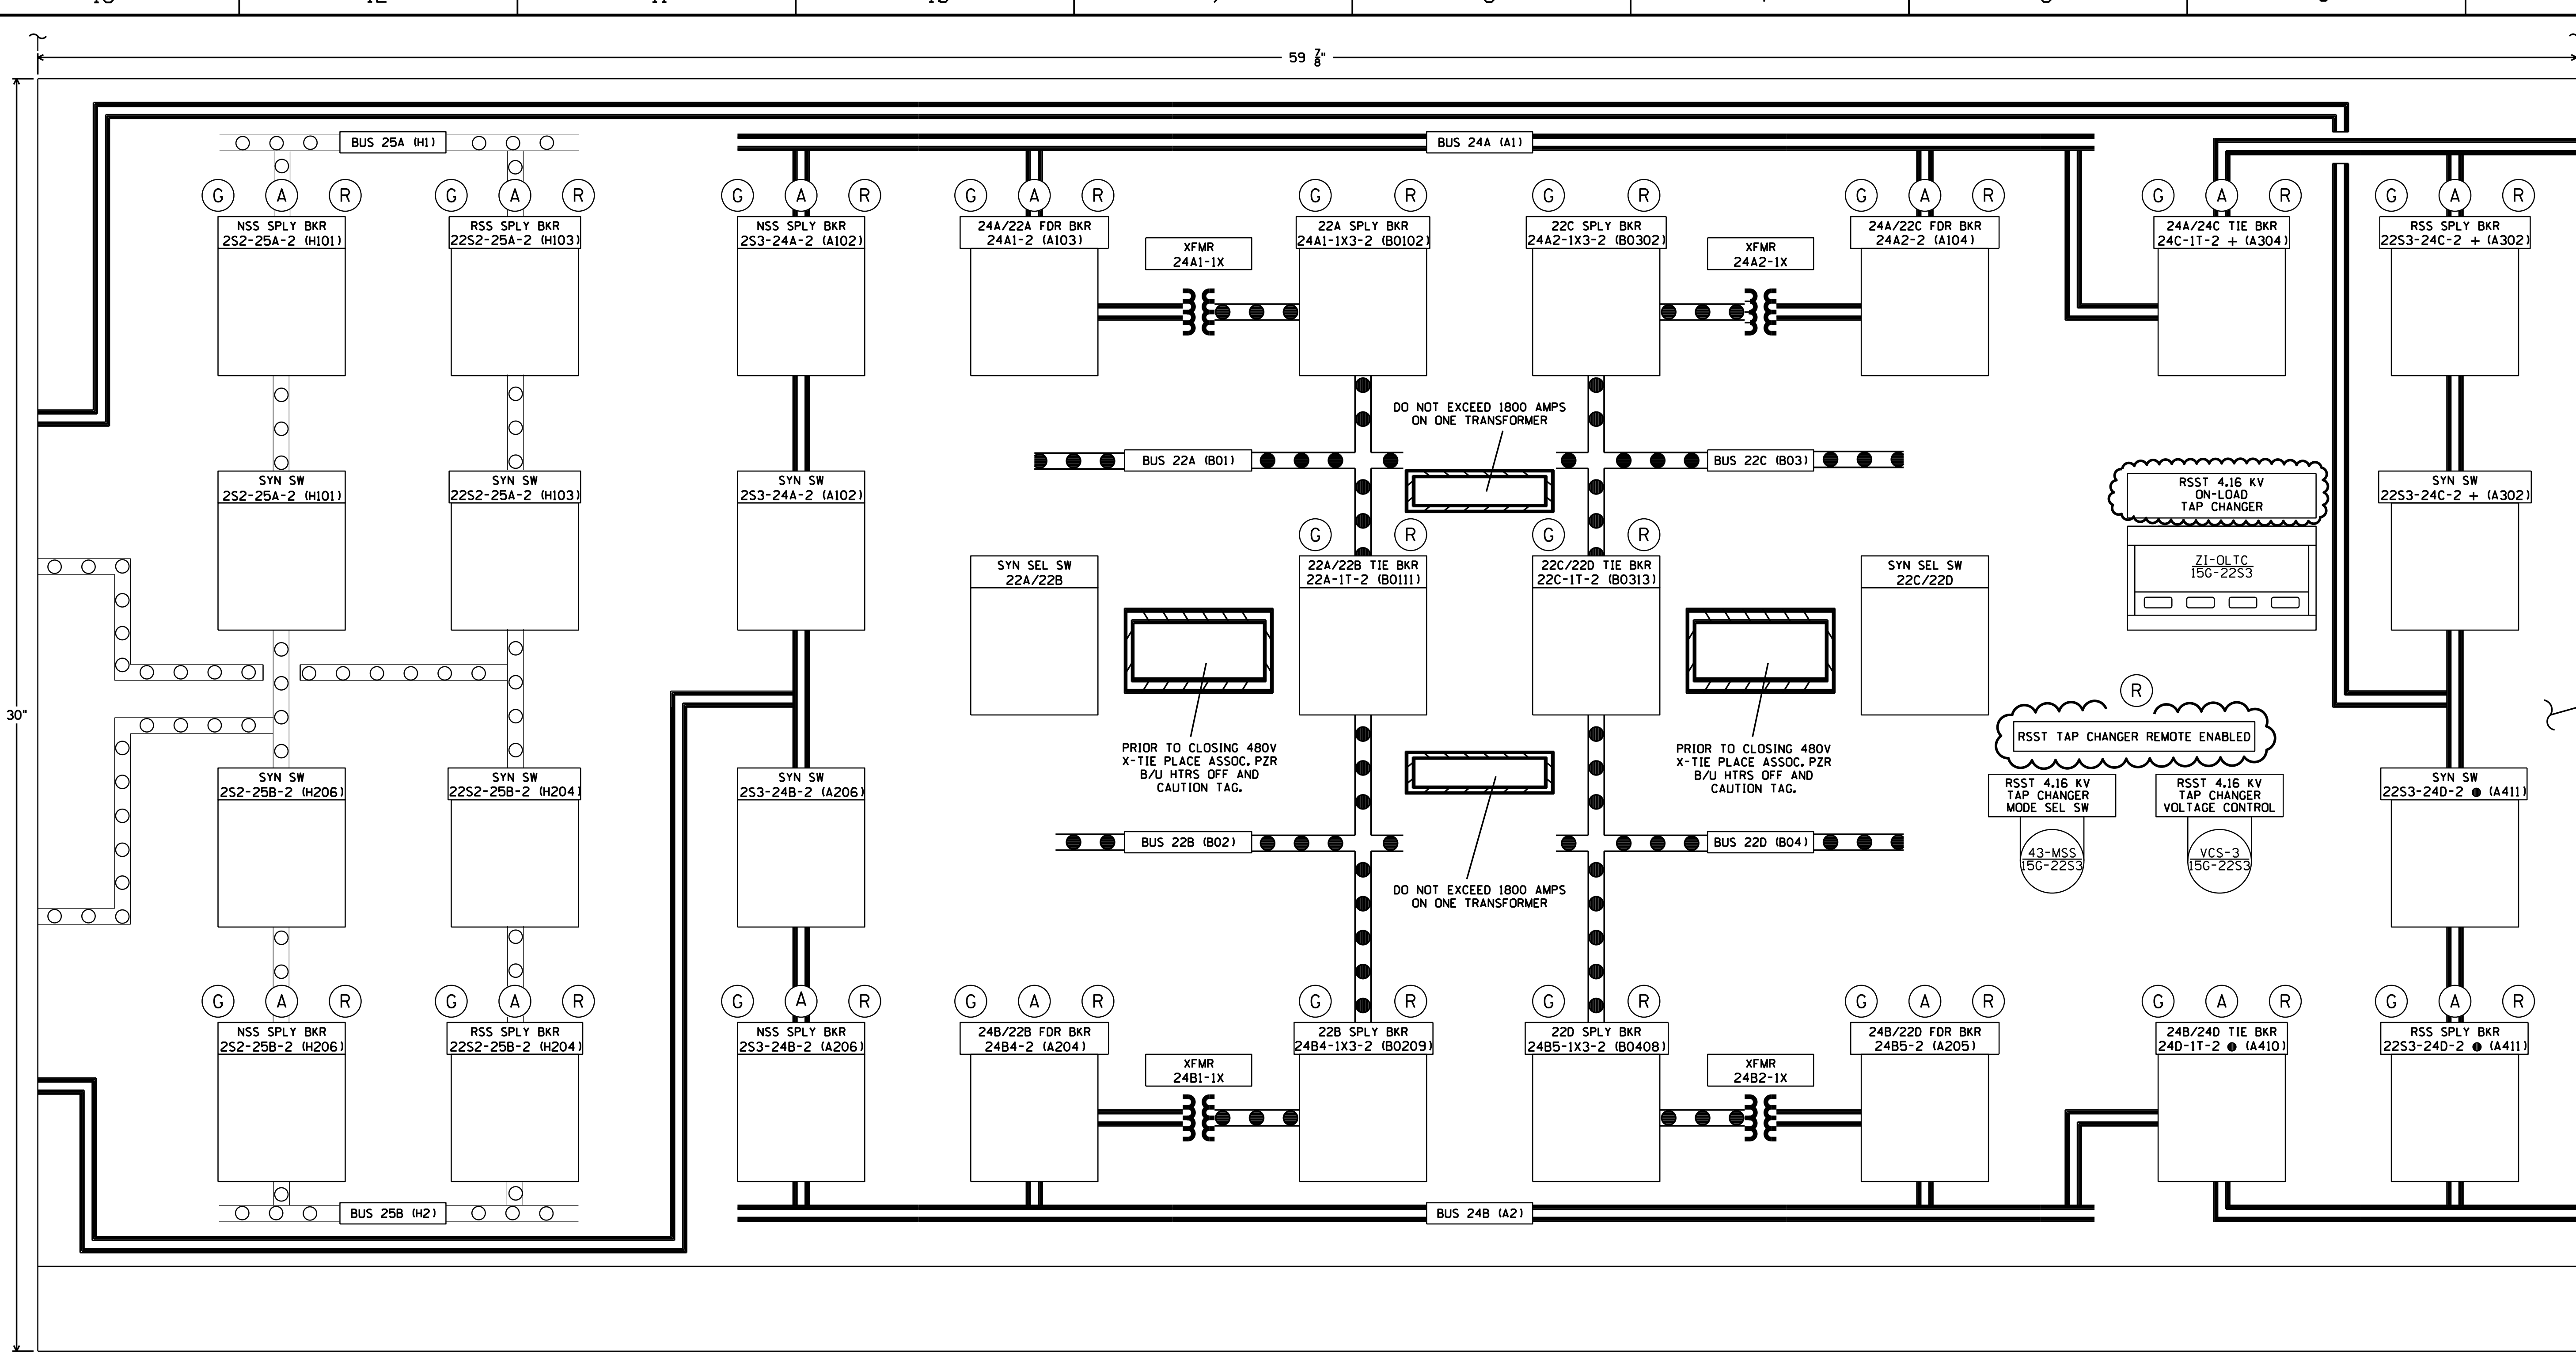 59 7/8"
BUS 25A (H1)
BUS 24A (A1)
G A R
G A R
G A R
G A R
G R
G R
G A R
G A R
G A R
NSS SPLY BKR
2S2-25A-2 (H101)
RSS SPLY BKR
22S2-25A-2 (H103)
NSS SPLY BKR
2S3-24A-2 (A102)
24A/22A FDR BKR
24A1-2 (A103)
22A SPLY BKR
24A1-1X3-2 (B0102)
22C SPLY BKR
24A2-1X3-2 (B0302)
24A/22C FDR BKR
24A2-2 (A104)
24A/24C TIE BKR
24C-1T-2 + (A304)
RSS SPLY BKR
22S3-24C-2 + (A302)
XFMR
24A1-1X
XFMR
24A2-1X
DO NOT EXCEED 1800 AMPS
ON ONE TRANSFORMER
BUS 22A (B01)
BUS 22C (B03)
SYN SW
2S2-25A-2 (H101)
SYN SW
22S2-25A-2 (H103)
SYN SW
2S3-24A-2 (A102)
RSST 4.16 KV
ON-LOAD
TAP CHANGER
SYN SW
22S3-24C-2 + (A302)
G R
G R
SYN SEL SW
22A/22B
22A/22B TIE BKR
22A-1T-2 (B0111)
22C/22D TIE BKR
22C-1T-2 (B0313)
SYN SEL SW
22C/22D
ZI-OLTC
15G-22S3
30"
R
RSST TAP CHANGER REMOTE ENABLED
PRIOR TO CLOSING 480V
X-TIE PLACE ASSOC. PZR
B/U HTRS OFF AND
CAUTION TAG.
PRIOR TO CLOSING 480V
X-TIE PLACE ASSOC. PZR
B/U HTRS OFF AND
CAUTION TAG.
SYN SW
2S2-25B-2 (H206)
SYN SW
22S2-25B-2 (H204)
SYN SW
2S3-24B-2 (A206)
RSST 4.16 KV
TAP CHANGER
MODE SEL SW
RSST 4.16 KV
TAP CHANGER
VOLTAGE CONTROL
SYN SW
22S3-24D-2 ● (A411)
BUS 22B (B02)
BUS 22D (B04)
43-MSS
15G-22S3
VCS-3
15G-22S3
DO NOT EXCEED 1800 AMPS
ON ONE TRANSFORMER
G A R
G A R
G A R
G A R
G R
G R
G A R
G A R
G A R
NSS SPLY BKR
2S2-25B-2 (H206)
RSS SPLY BKR
22S2-25B-2 (H204)
NSS SPLY BKR
2S3-24B-2 (A206)
24B/22B FDR BKR
24B4-2 (A204)
22B SPLY BKR
24B4-1X3-2 (B0209)
22D SPLY BKR
24B5-1X3-2 (B0408)
24B/22D FDR BKR
24B5-2 (A205)
24B/24D TIE BKR
24D-1T-2 ● (A410)
RSS SPLY BKR
22S3-24D-2 ● (A411)
XFMR
24B1-1X
XFMR
24B2-1X
BUS 25B (H2)
BUS 24B (A2)